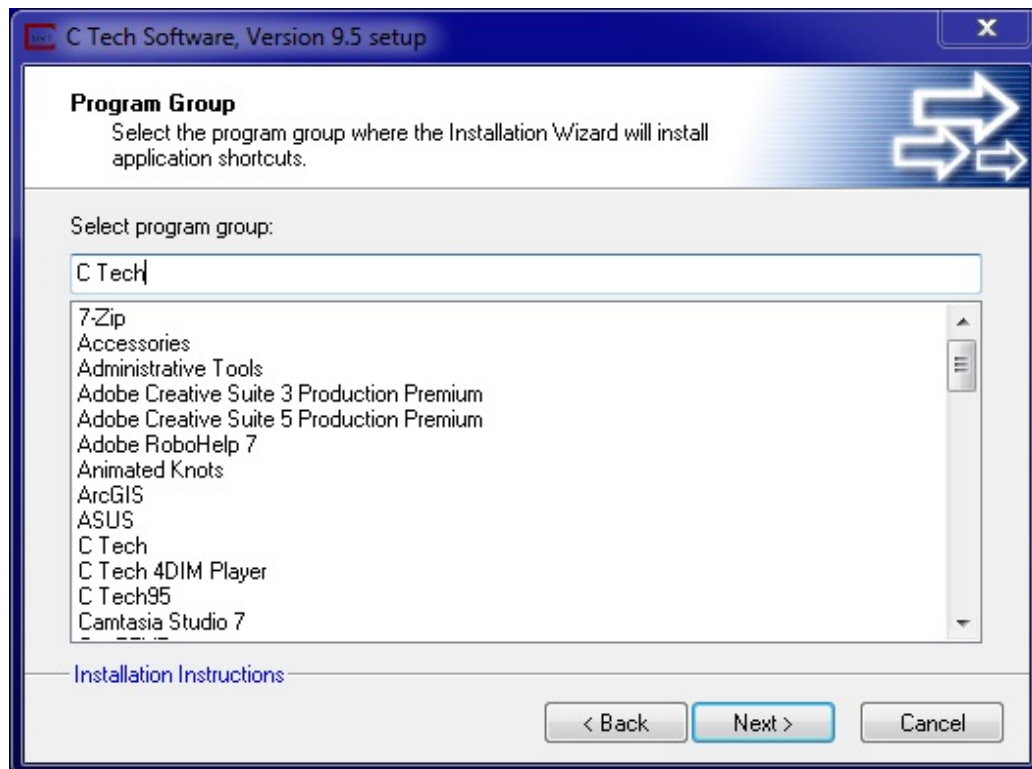 C Tech Software, Version 9.5 setup
x
Program Group
Select the program group where the Installation Wizard will install
application shortcuts.
Select program group:
C Tech
7-Zip
Accessories
Administrative Tools
Adobe Creative Suite 3 Production Premium
Adobe Creative Suite 5 Production Premium
Adobe RoboHelp 7
Animated Knots
ArcGIS
ASUS
C Tech
C Tech 4DIM Player
C Tech95
Camtasia Studio 7
Installation Instructions
< Back Next > Cancel